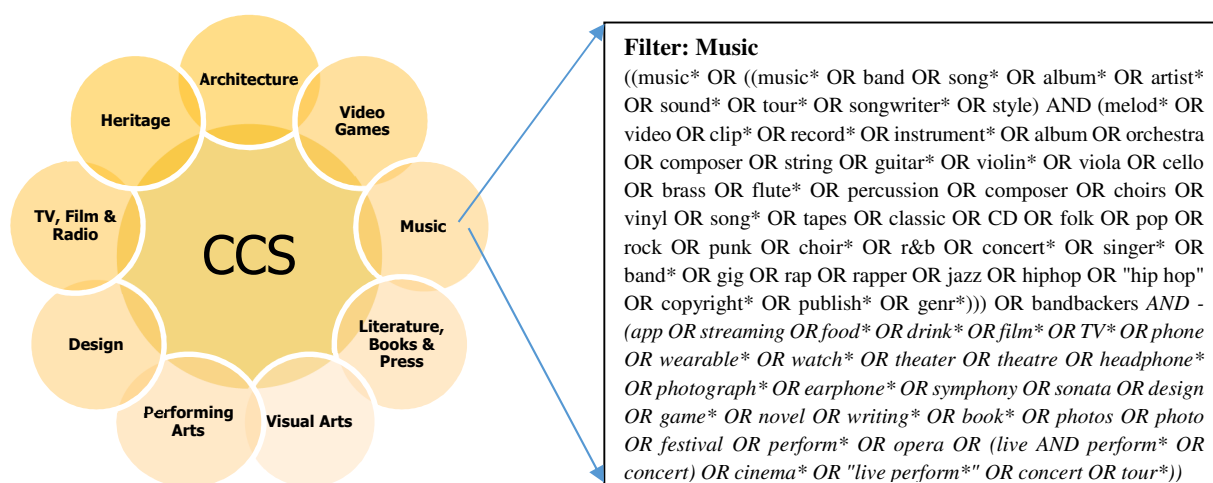 Architecture
Video
Games
Music
Literature,
Books &
Press
Visual Arts
Performing
Arts
Design
TV, Film &
Radio
Heritage
CCS
Filter: Music
((music* OR ((music* OR band OR song* OR album* OR artist*
OR sound* OR tour* OR songwriter* OR style) AND (melod* OR
video OR clip* OR record* OR instrument* OR album OR orchestra
OR composer OR string OR guitar* OR violin* OR viola OR cello
OR brass OR flute* OR percussion OR composer OR choirs OR
vinyl OR song* OR tapes OR classic OR CD OR folk OR pop OR
rock OR punk OR choir* OR r&b OR concert* OR singer* OR
band* OR gig OR rap OR rapper OR jazz OR hiphop OR "hip hop"
OR copyright* OR publish* OR genr*))) OR bandbackers AND -
(app OR streaming OR food* OR drink* OR film* OR TV* OR phone
OR wearable* OR watch* OR theater OR theatre OR headphone*
OR photograph* OR earphone* OR symphony OR sonata OR design
OR game* OR novel OR writing* OR book* OR photos OR photo
OR festival OR perform* OR opera OR (live AND perform* OR
concert) OR cinema* OR "live perform*" OR concert OR tour*))